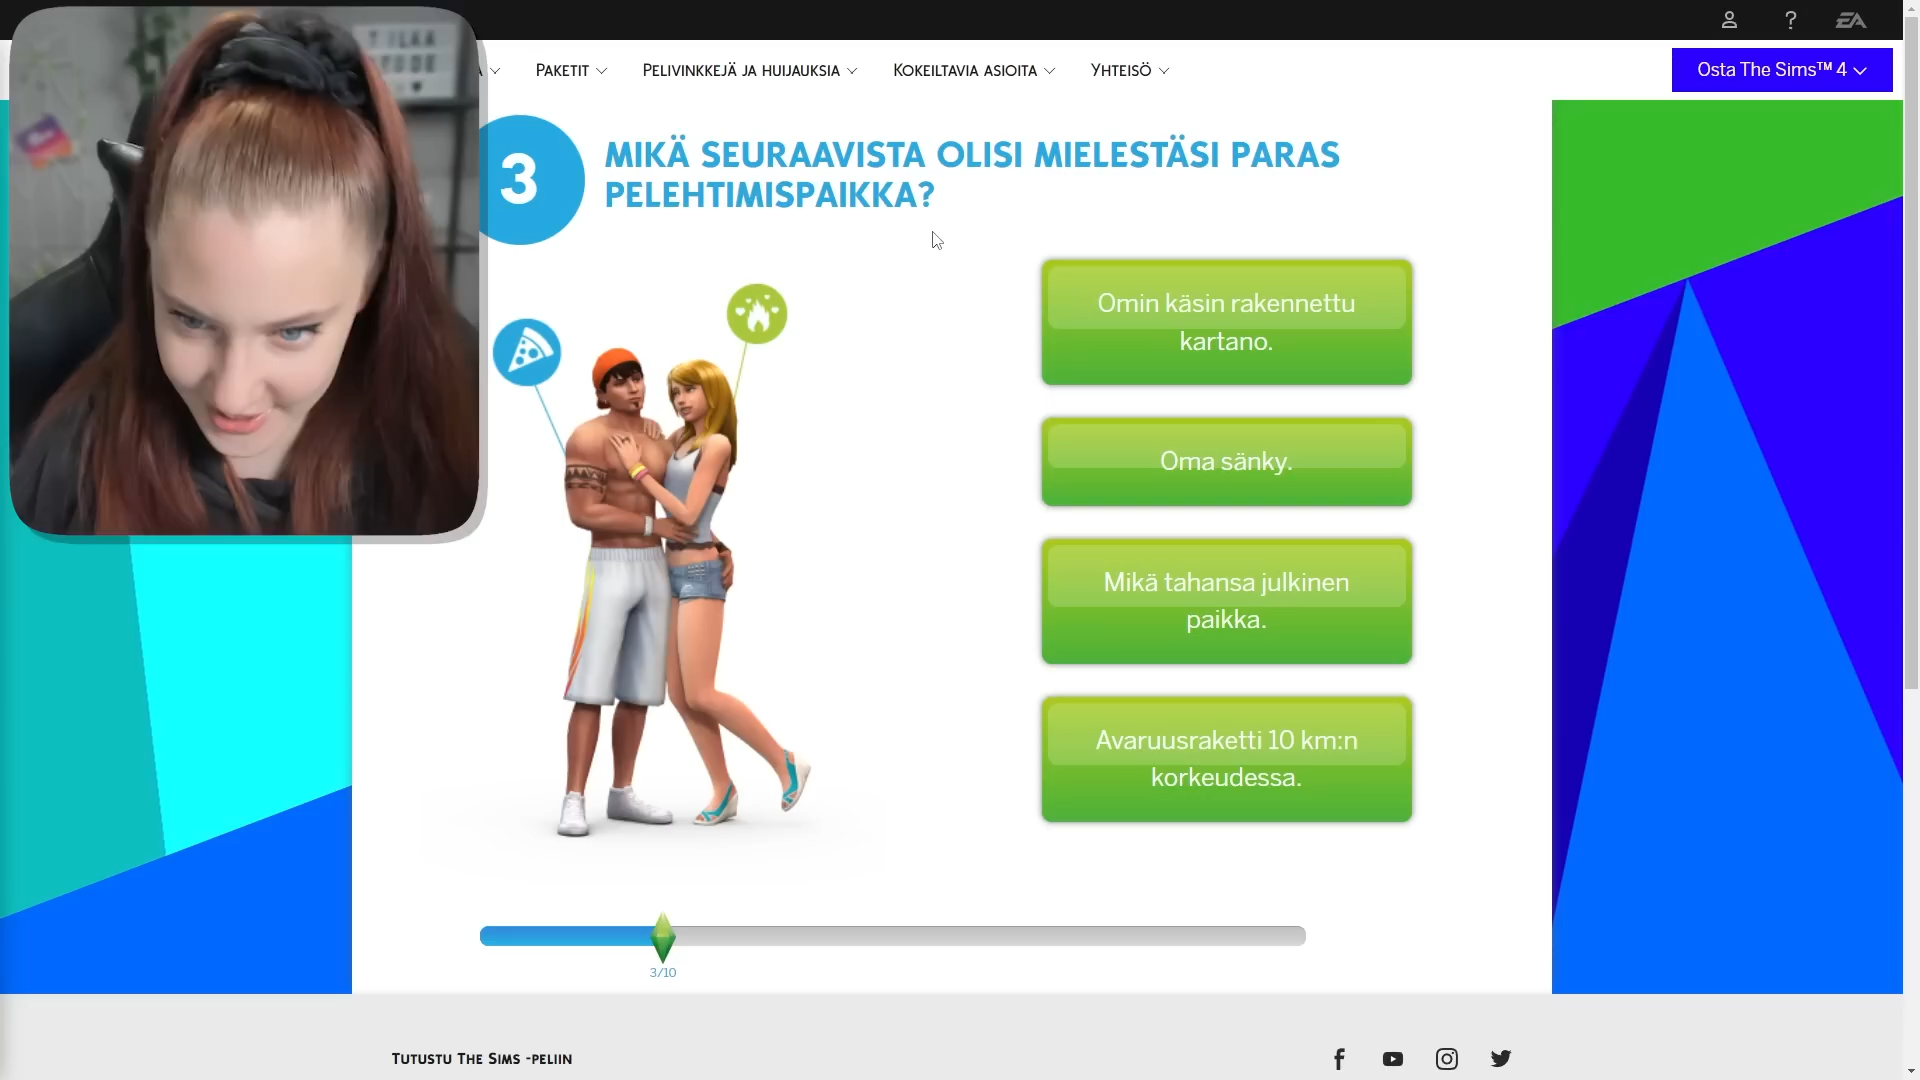 EA
PAKETIT
PELIVINKKEJÄ JA HUIJAUKSIA
KOKEILTAVIA ASIOITA
YHTEISÖ
Osta The Sims™ 4
3
MIKÄ SEURAAVISTA OLISI MIELESTÄSI PARAS
PELEHTIMISPAIKKA?
Omin käsin rakennettu
kartano.
Oma sänky.
Mikä tahansa julkinen
paikka.
Avaruusraketti 10 km:n
korkeudessa.
3/10
TUTUSTU THE SIMS -PELIIN